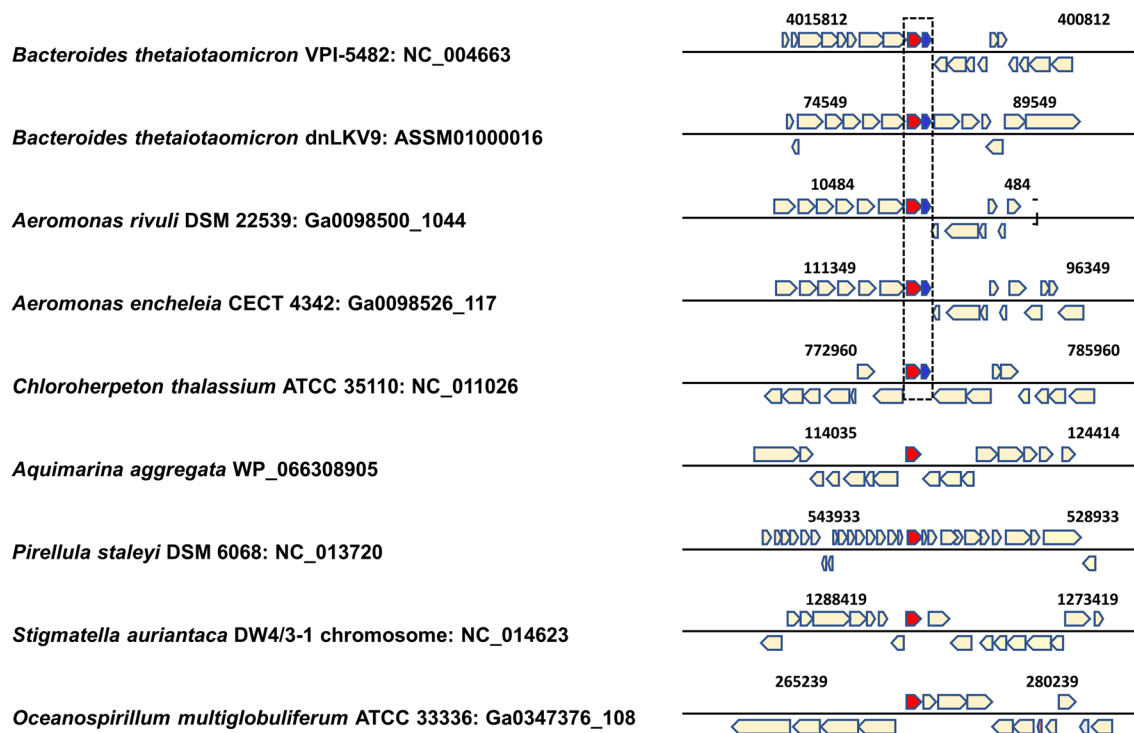 4015812 400812
Bacteroides thetaiotaomicron VPI-5482: NC_004663
74549 89549
Bacteroides thetaiotaomicron dnLKV9: ASSM01000016
10484 484
Aeromonas rivuli DSM 22539: Ga0098500_1044
111349 96349
Aeromonas encheleia CECT 4342: Ga0098526_117
772960 785960
Chloroherpeton thalassium ATCC 35110: NC_011026
114035 124414
Aquimarina aggregata WP_066308905
543933 528933
Pirellula staleyi DSM 6068: NC_013720
1288419 1273419
Stigmatella auriantaca DW4/3-1 chromosome: NC_014623
265239 280239
Oceanospirillum multiglobuliferum ATCC 33336: Ga0347376_108